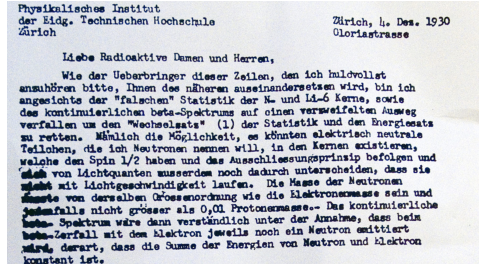 Physikalisches Institut
der Eidg. Technischen Hochschule
Zürich
Zürich, 4. Des. 1930
Gloriastrasse
Liebe Radioaktive Damen und Herren,
Wie der Ueberbringer dieser Zeilen, den ich huldvollst
anzuhören bitte, Ihnen des näheren auseinandersetzen wird, bin ich
angesichts der "falschen" Statistik der N- und Li-6 Kerne, sowie
des kontinuierlichen beta-Spektrums auf einen verzweifelten Ausweg
verfallen um den "Wechselsatz" (1) der Statistik und den Energiesatz
zu retten. Nämlich die Möglichkeit, es könnten elektrisch neutrale
Teilchen, die ich Neutronen nennen will, in den Kernen existieren,
welche den Spin 1/2 haben und das Ausschliessungsprinzip befolgen und
sich von Lichtquanten ausserdem noch dadurch unterscheiden, dass sie
nicht mit Lichtgeschwindigkeit laufen. Die Masse der Neutronen
müsste von derselben Grössenordnung wie die Elektronenmasse sein und
jedenfalls nicht grösser als 0,01 Protonenmasse.- Das kontinuierliche
beta- Spektrum wäre dann verständlich unter der Annahme, dass beim
beta-Zerfall mit dem Elektron jeweils noch ein Neutron emittiert
wird, derart, dass die Summe der Energien von Neutron und Elektron
konstant ist.